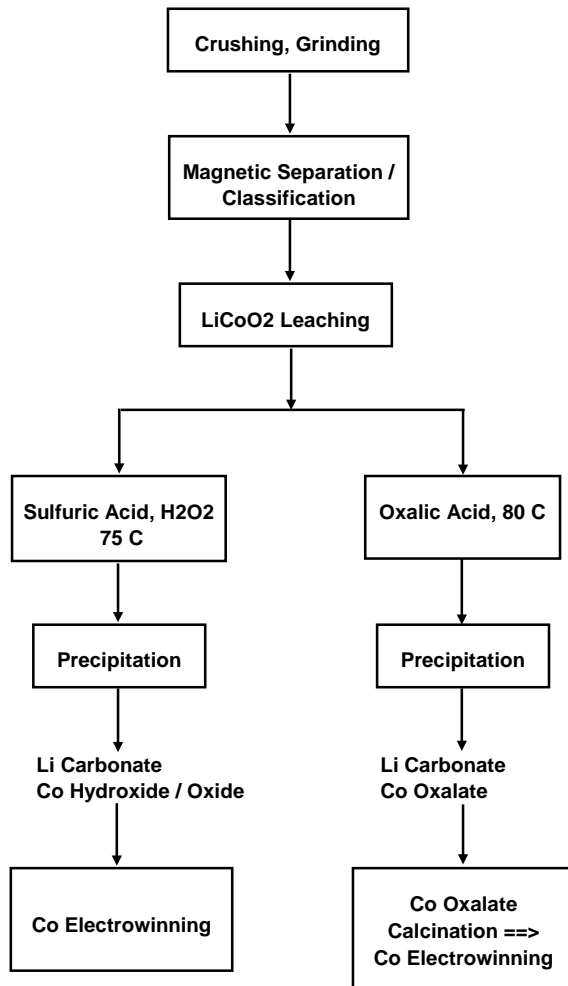 Crushing, Grinding
Magnetic Separation /
Classification
LiCoO2 Leaching
Sulfuric Acid, H2O2
75 C
Oxalic Acid, 80 C
Precipitation
Precipitation
Li Carbonate
Co Hydroxide / Oxide
Li Carbonate
Co Oxalate
Co Electrowinning
Co Oxalate
Calcination ==>
Co Electrowinning